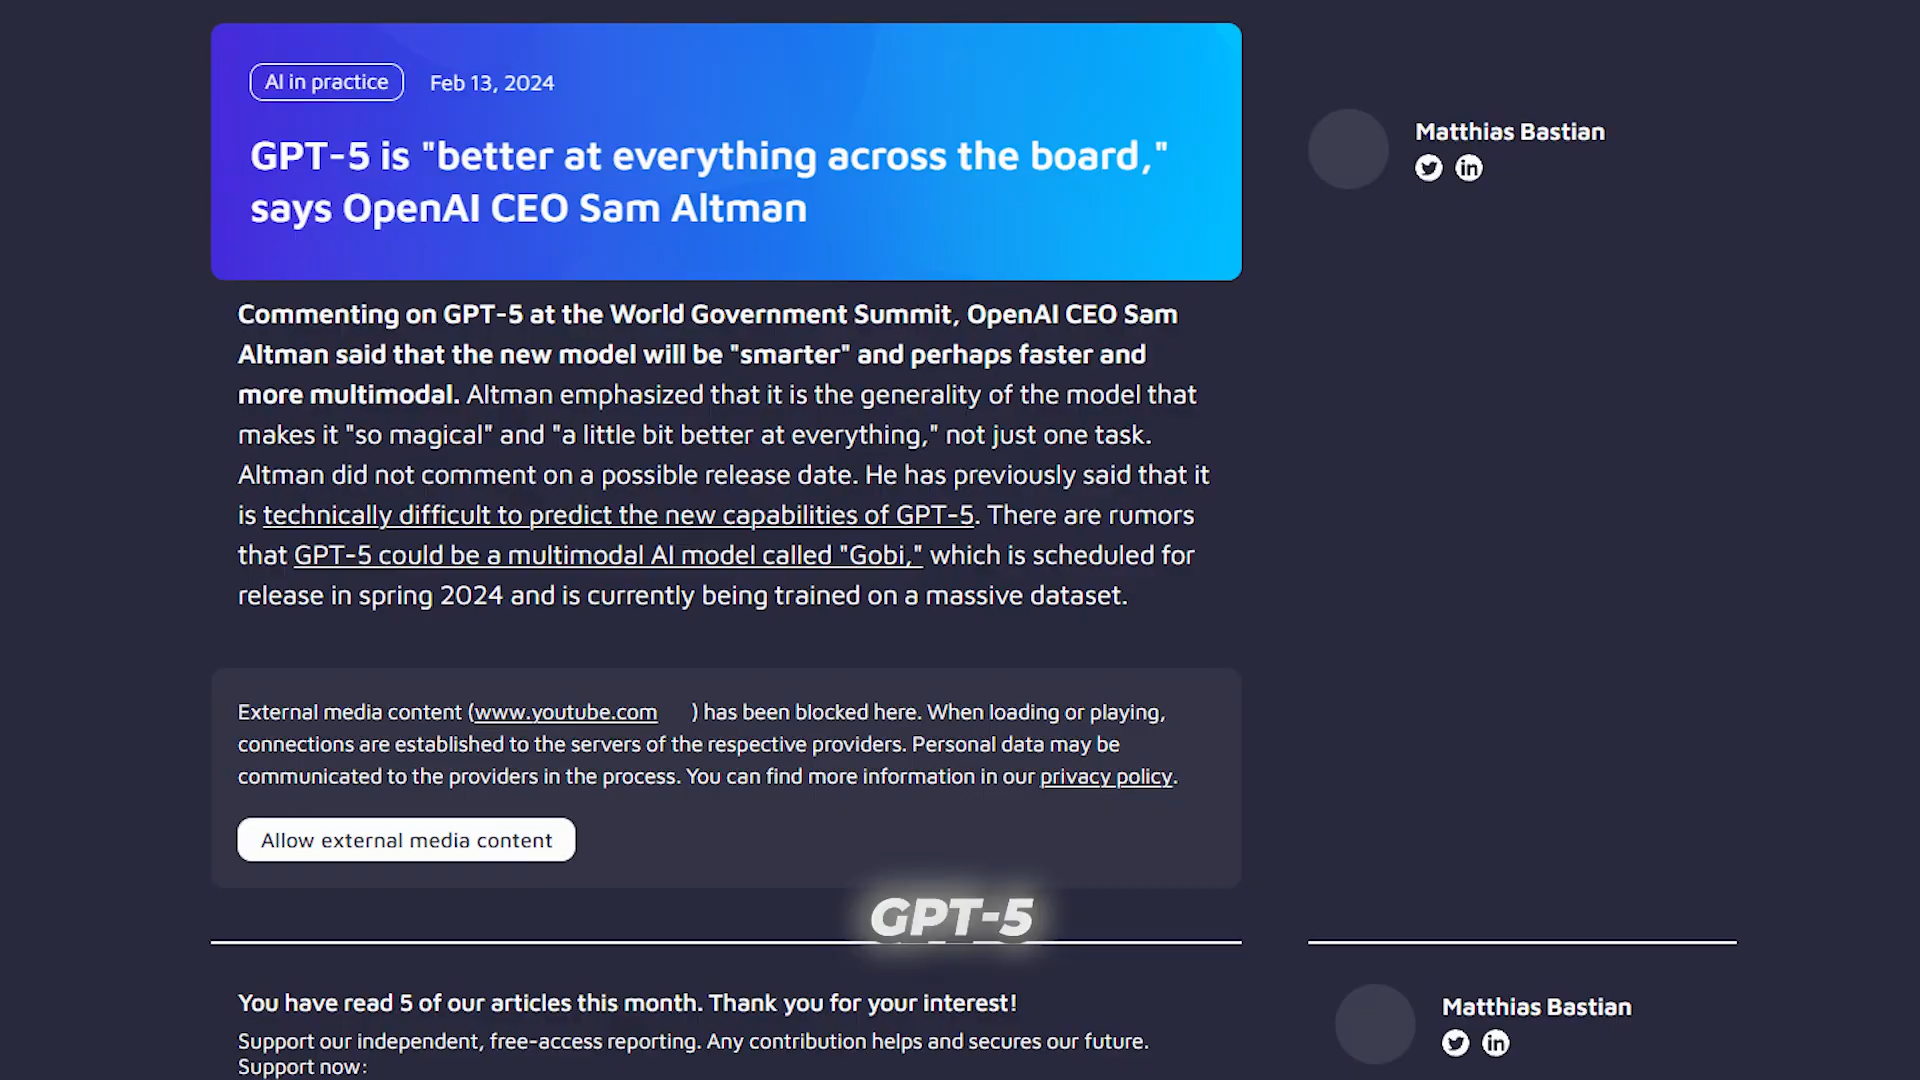 AI in practice
Feb 13, 2024
GPT-5 is "better at everything across the board,"
says OpenAI CEO Sam Altman
Matthias Bastian
Commenting on GPT-5 at the World Government Summit, OpenAI CEO Sam
Altman said that the new model will be "smarter" and perhaps faster and
more multimodal. Altman emphasized that it is the generality of the model that
makes it "so magical" and "a little bit better at everything," not just one task.
Altman did not comment on a possible release date. He has previously said that it
is technically difficult to predict the new capabilities of GPT-5. There are rumors
that GPT-5 could be a multimodal AI model called "Gobi," which is scheduled for
release in spring 2024 and is currently being trained on a massive dataset.
External media content (www.youtube.com ) has been blocked here. When loading or playing,
connections are established to the servers of the respective providers. Personal data may be
communicated to the providers in the process. You can find more information in our privacy policy.
Allow external media content
GPT-5
You have read 5 of our articles this month. Thank you for your interest!
Support our independent, free-access reporting. Any contribution helps and secures our future.
Support now:
Matthias Bastian